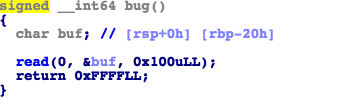 signed __int64 bug()
{
char buf; // [rsp+0h] [rbp-20h]
read(0, &buf, 0x100uLL);
return 0xFFFFLL;
}